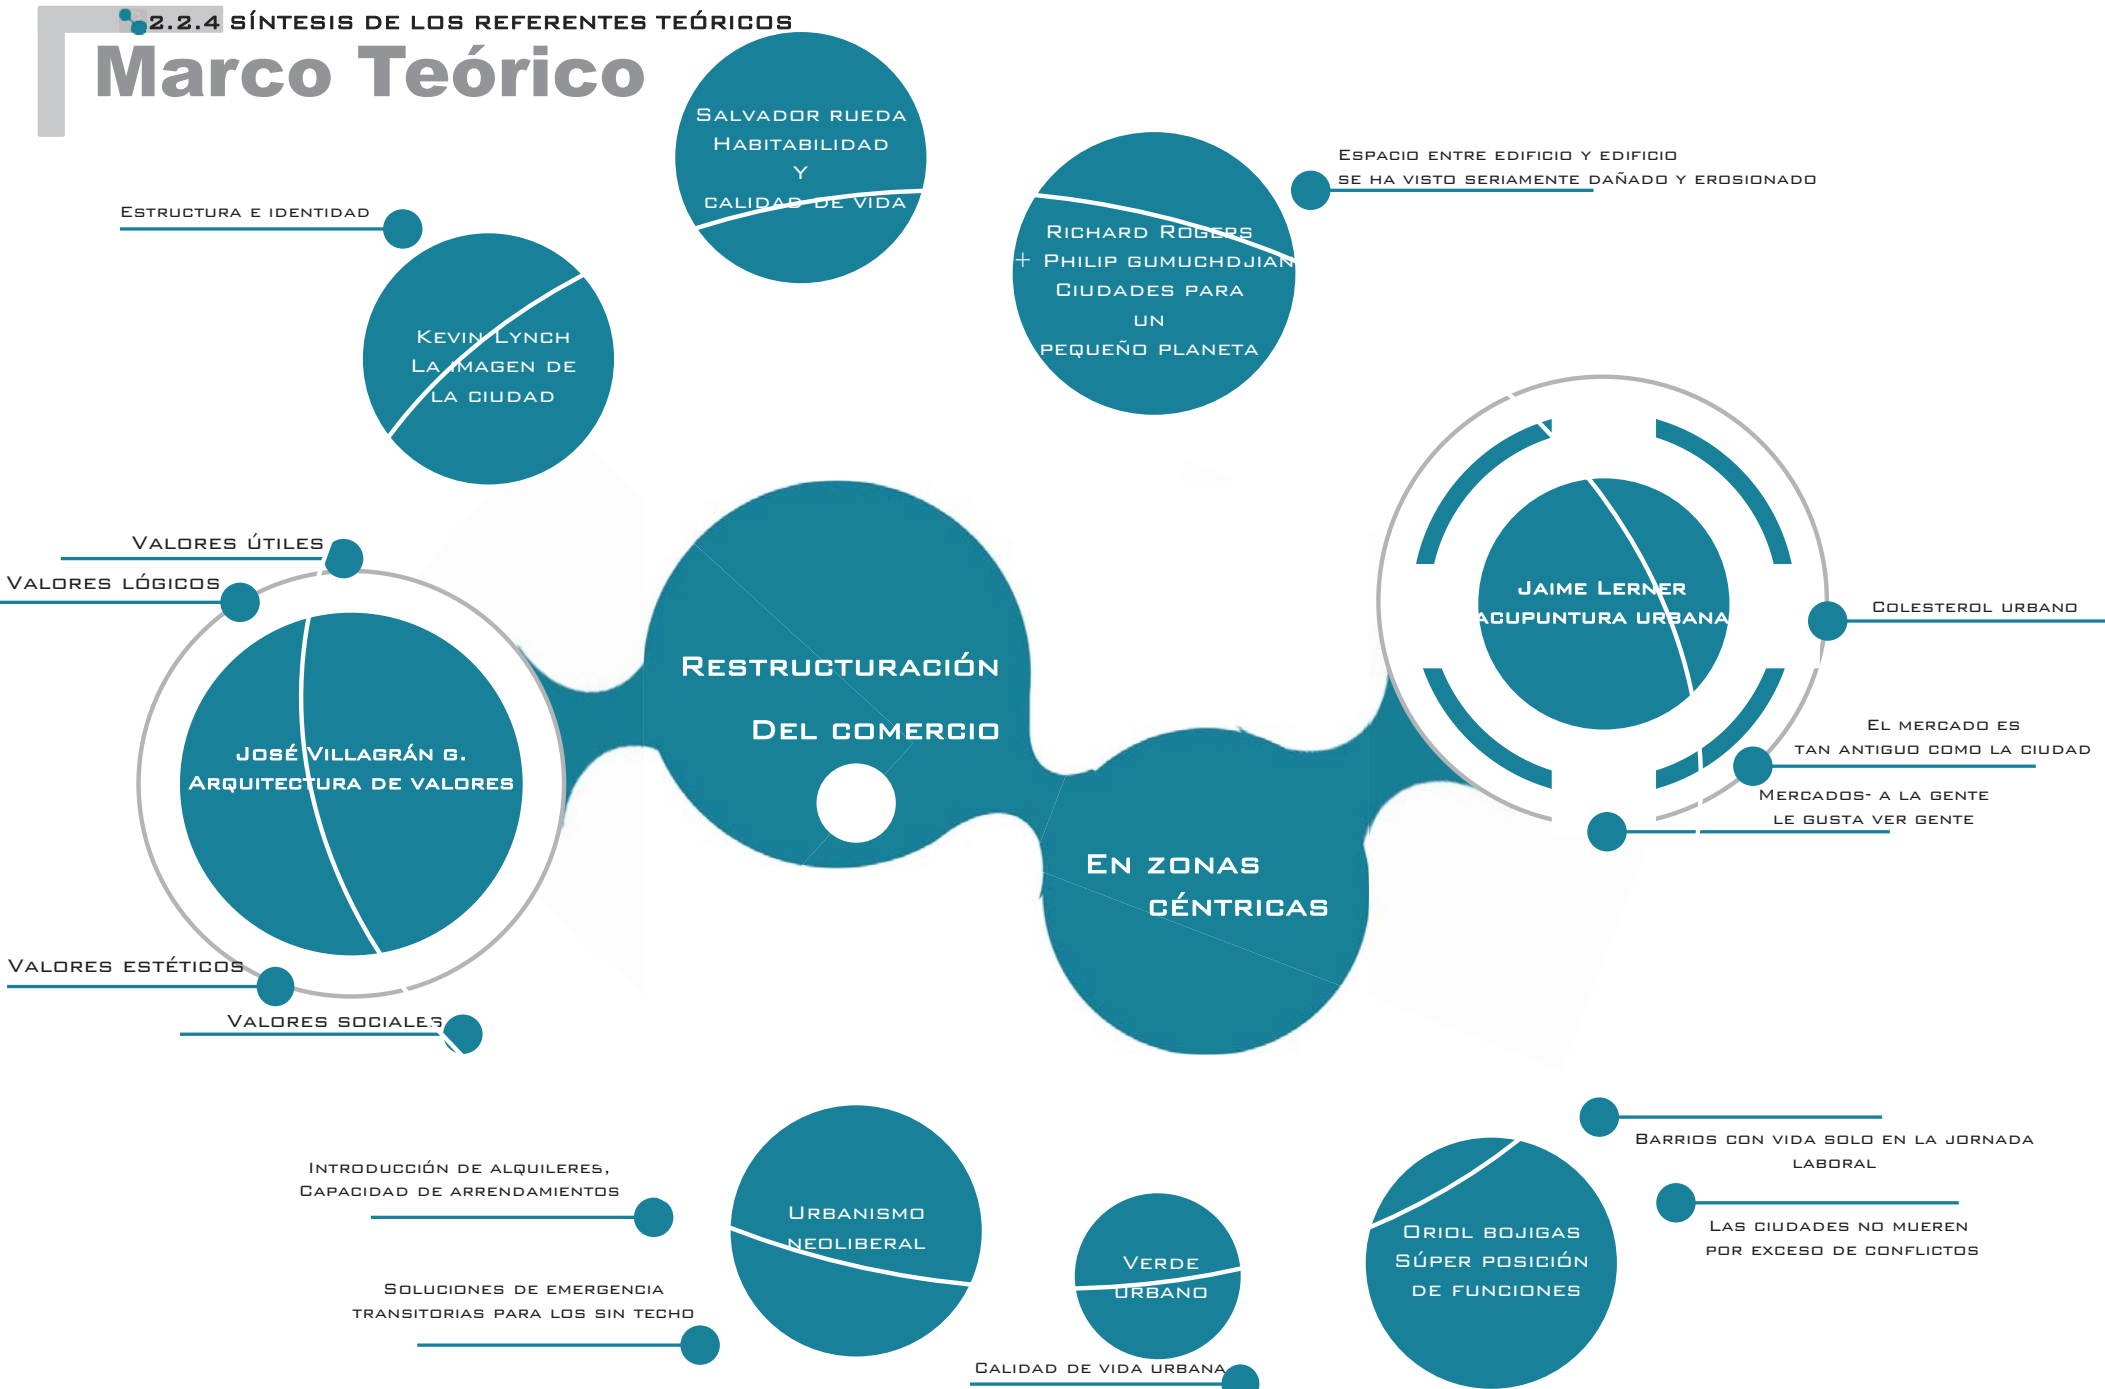 2.2.4 SÍNTESIS DE LOS REFERENTES TEÓRICOS
Marco Teórico
SALVADOR RUEDA
HABITABILIDAD
Y
CALIDAD DE VIDA
RICHARD ROGERS
+ PHILIP GUMUCHDJIAN
CIUDADES PARA
UN
PEQUEÑO PLANETA
ESPACIO ENTRE EDIFICIO Y EDIFICIO
SE HA VISTO SERIAMENTE DAÑADO Y EROSIONADO
ESTRUCTURA E IDENTIDAD
KEVIN LYNCH
LA IMAGEN DE
LA CIUDAD
VALORES ÚTILES
VALORES LÓGICOS
JOSÉ VILLAGRÁN G.
ARQUITECTURA DE VALORES
VALORES ESTÉTICOS
VALORES SOCIALES
RESTRUCTURACIÓN
DEL COMERCIO
EN ZONAS
CÉNTRICAS
JAIME LERNER
ACUPUNTURA URBANA
COLESTEROL URBANO
EL MERCADO ES
TAN ANTIGUO COMO LA CIUDAD
MERCADOS- A LA GENTE
LE GUSTA VER GENTE
INTRODUCCIÓN DE ALQUILERES,
CAPACIDAD DE ARRENDAMIENTOS
SOLUCIONES DE EMERGENCIA
TRANSITORIAS PARA LOS SIN TECHO
URBANISMO
NEOLIBERAL
VERDE
URBANO
CALIDAD DE VIDA URBANA
ORIOL BOJIGAS
SÚPER POSICIÓN
DE FUNCIONES
BARRIOS CON VIDA SOLO EN LA JORNADA
LABORAL
LAS CIUDADES NO MUEREN
POR EXCESO DE CONFLICTOS